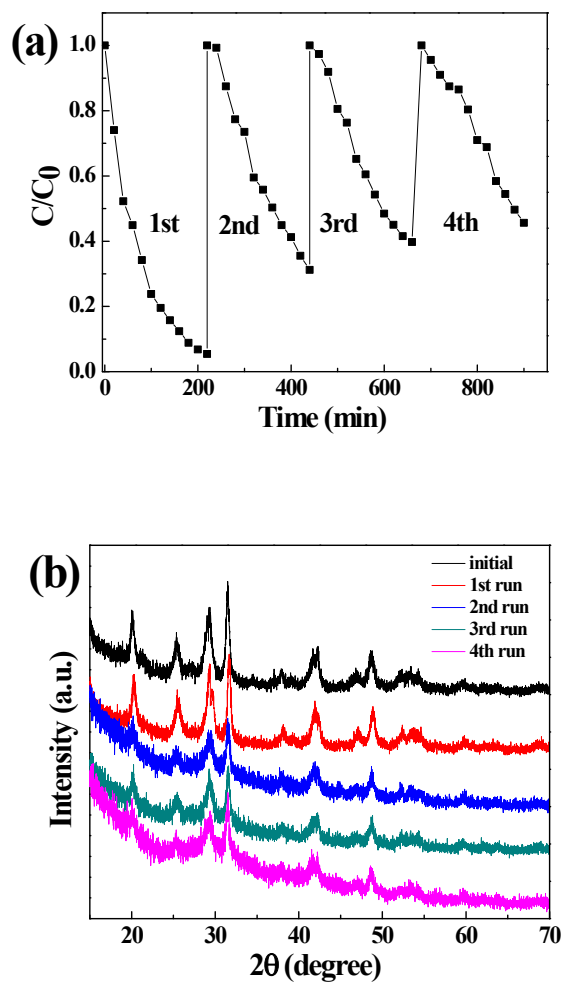 (a)
1.0
0.8
0.6
0.4
0.2
0.0
C/C0
1st
2nd
3rd
4th
0
200
400
600
800
Time (min)
(b)
initial
1st run
2nd run
3rd run
4th run
Intensity (a.u.)
20
30
40
50
60
70
2θ (degree)